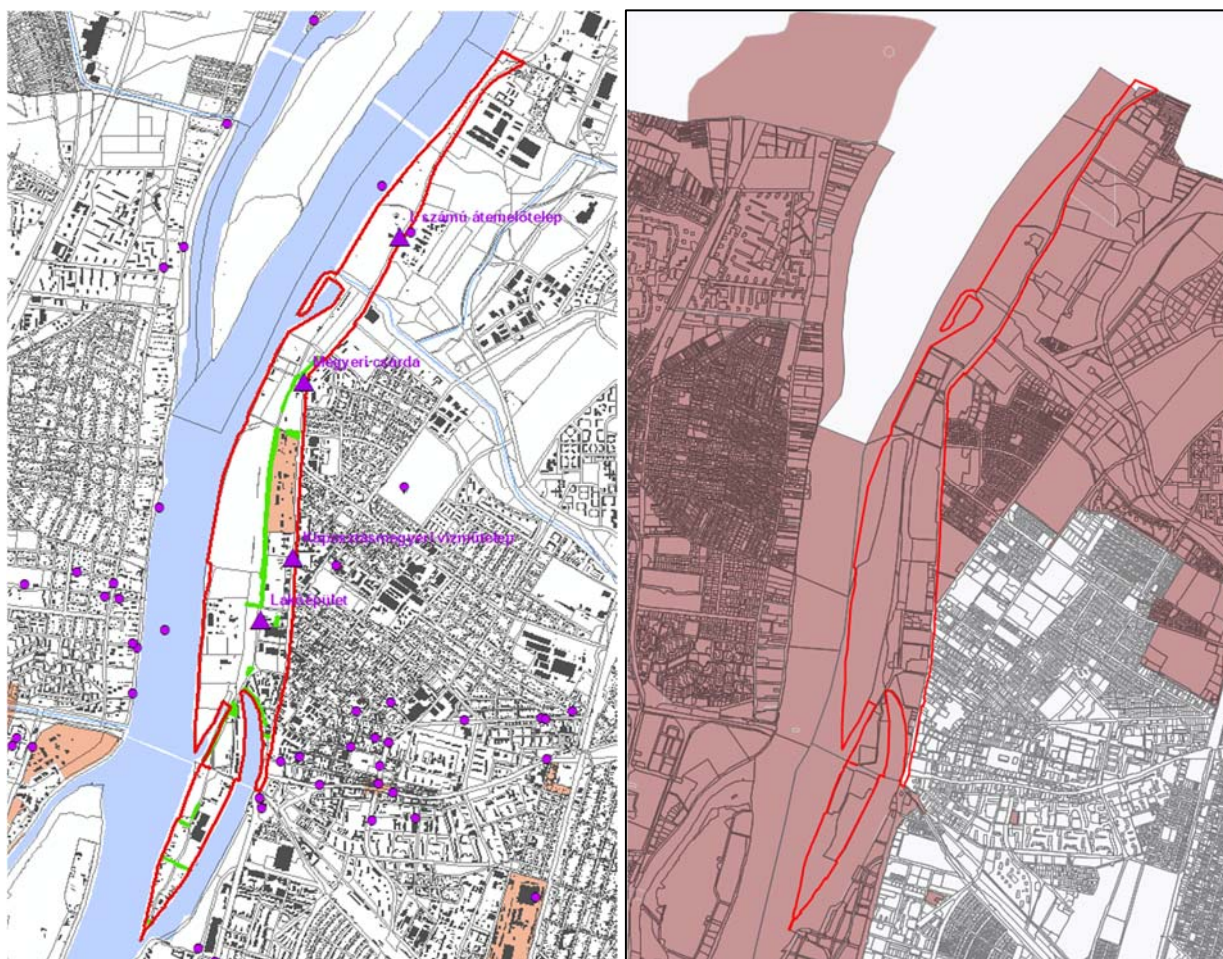 I. számú átemelőtelep
Megyeri csárda
Káposztásmegyeri vízműtelep
Lakóépület